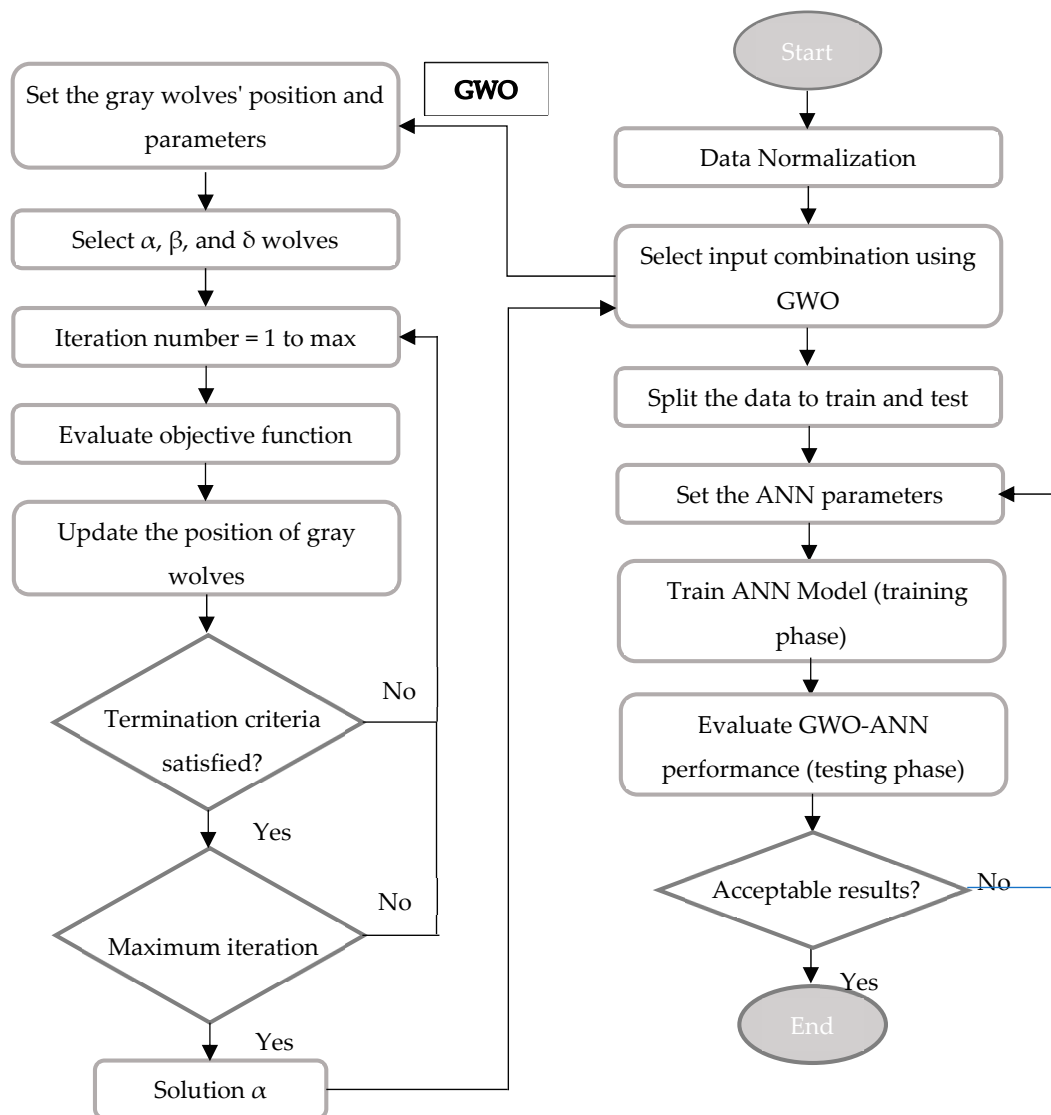 Start
GWO
Set the gray wolves' position and
parameters
Select α, β, and δ wolves
Iteration number = 1 to max
Evaluate objective function
Update the position of gray
wolves
Termination criteria
satisfied?
No
Yes
Maximum iteration
No
Yes
Solution α
Data Normalization
Select input combination using
GWO
Split the data to train and test
Set the ANN parameters
Train ANN Model (training
phase)
Evaluate GWO-ANN
performance (testing phase)
Acceptable results?
No
Yes
End